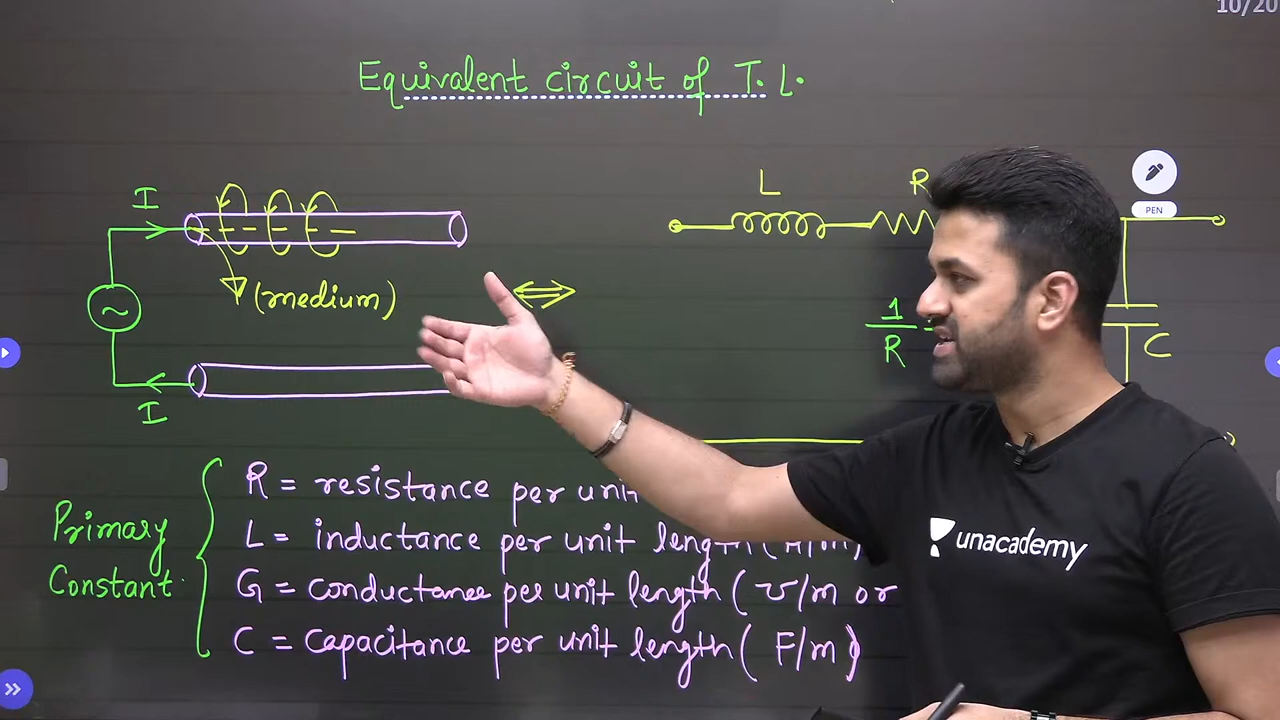 10/20
Equivalent circuit of T. L.
I
L
R
PEN
(medium)
~
1
R
C
I
R = resistance per unit
L = inductance per unit length (H/m)
G = conductance per unit length ( ℧/m or
C = capacitance per unit length ( F/m )
Primary
Constant
unacademy